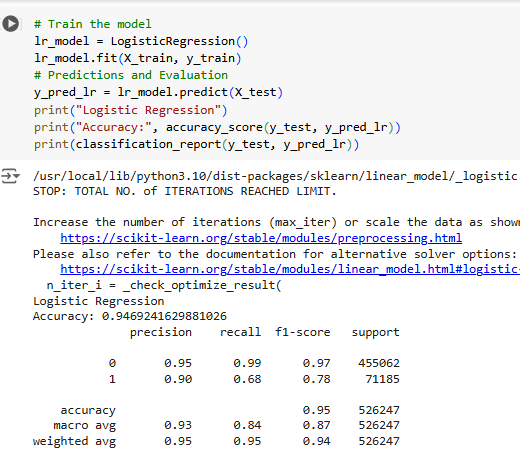 # Train the model
lr_model = LogisticRegression()
lr_model.fit(X_train, y_train)
# Predictions and Evaluation
y_pred_lr = lr_model.predict(X_test)
print("Logistic Regression")
print("Accuracy:", accuracy_score(y_test, y_pred_lr))
print(classification_report(y_test, y_pred_lr))
/usr/local/lib/python3.10/dist-packages/sklearn/linear_model/_logistic
STOP: TOTAL NO. of ITERATIONS REACHED LIMIT.
Increase the number of iterations (max_iter) or scale the data as shown
https://scikit-learn.org/stable/modules/preprocessing.html
Please also refer to the documentation for alternative solver options:
https://scikit-learn.org/stable/modules/linear_model.html#logistic-
n_iter_i = _check_optimize_result(
Logistic Regression
Accuracy: 0.9469241629881026
precision recall f1-score support
0 0.95 0.99 0.97 455062
1 0.90 0.68 0.78 71185
accuracy 0.95 526247
macro avg 0.93 0.84 0.87 526247
weighted avg 0.95 0.95 0.94 526247